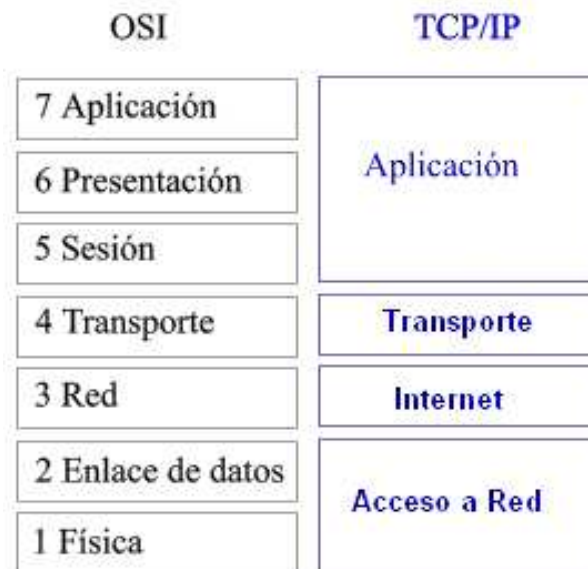 OSI
TCP/IP
7 Aplicación
6 Presentación
5 Sesión
4 Transporte
3 Red
2 Enlace de datos
1 Física
Aplicación
Transporte
Internet
Acceso a Red